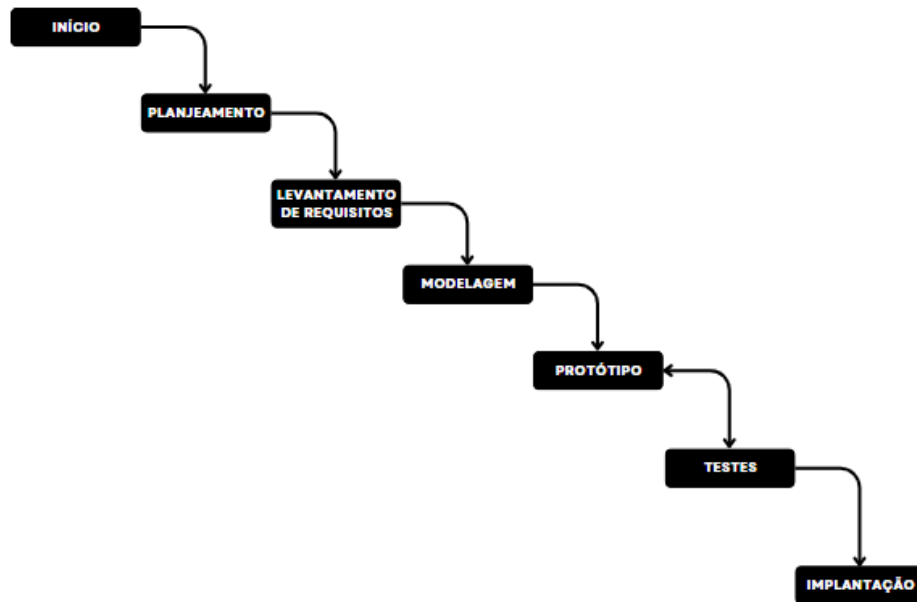 INÍCIO
PLANJEAMENTO
LEVANTAMENTO
DE REQUISITOS
MODELAGEM
PROTÓTIPO
TESTES
IMPLANTAÇÃO